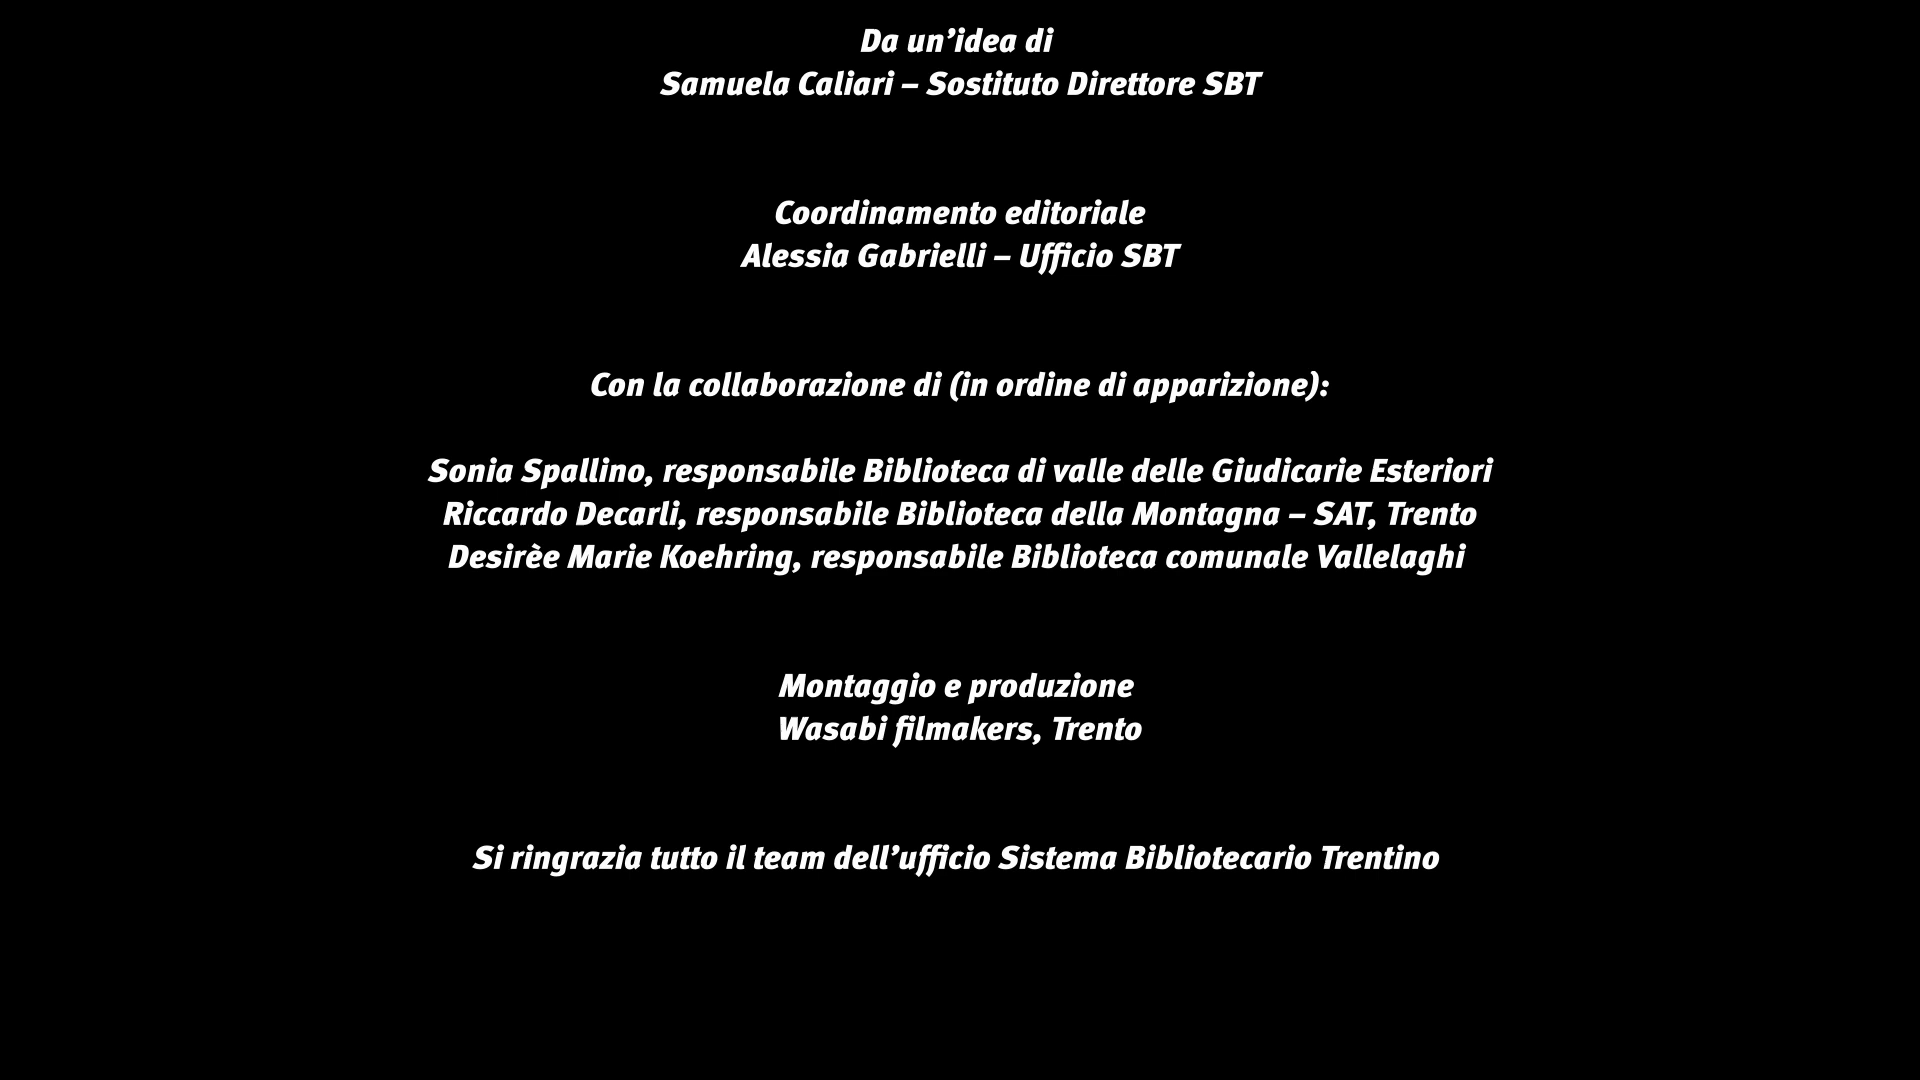 Da un’idea di
Samuela Caliari – Sostituto Direttore SBT
Coordinamento editoriale
Alessia Gabrielli – Ufficio SBT
Con la collaborazione di (in ordine di apparizione):
Sonia Spallino, responsabile Biblioteca di valle delle Giudicarie Esteriori
Riccardo Decarli, responsabile Biblioteca della Montagna – SAT, Trento
Desirèe Marie Koehring, responsabile Biblioteca comunale Vallelaghi
Montaggio e produzione
Wasabi filmakers, Trento
Si ringrazia tutto il team dell’ufficio Sistema Bibliotecario Trentino